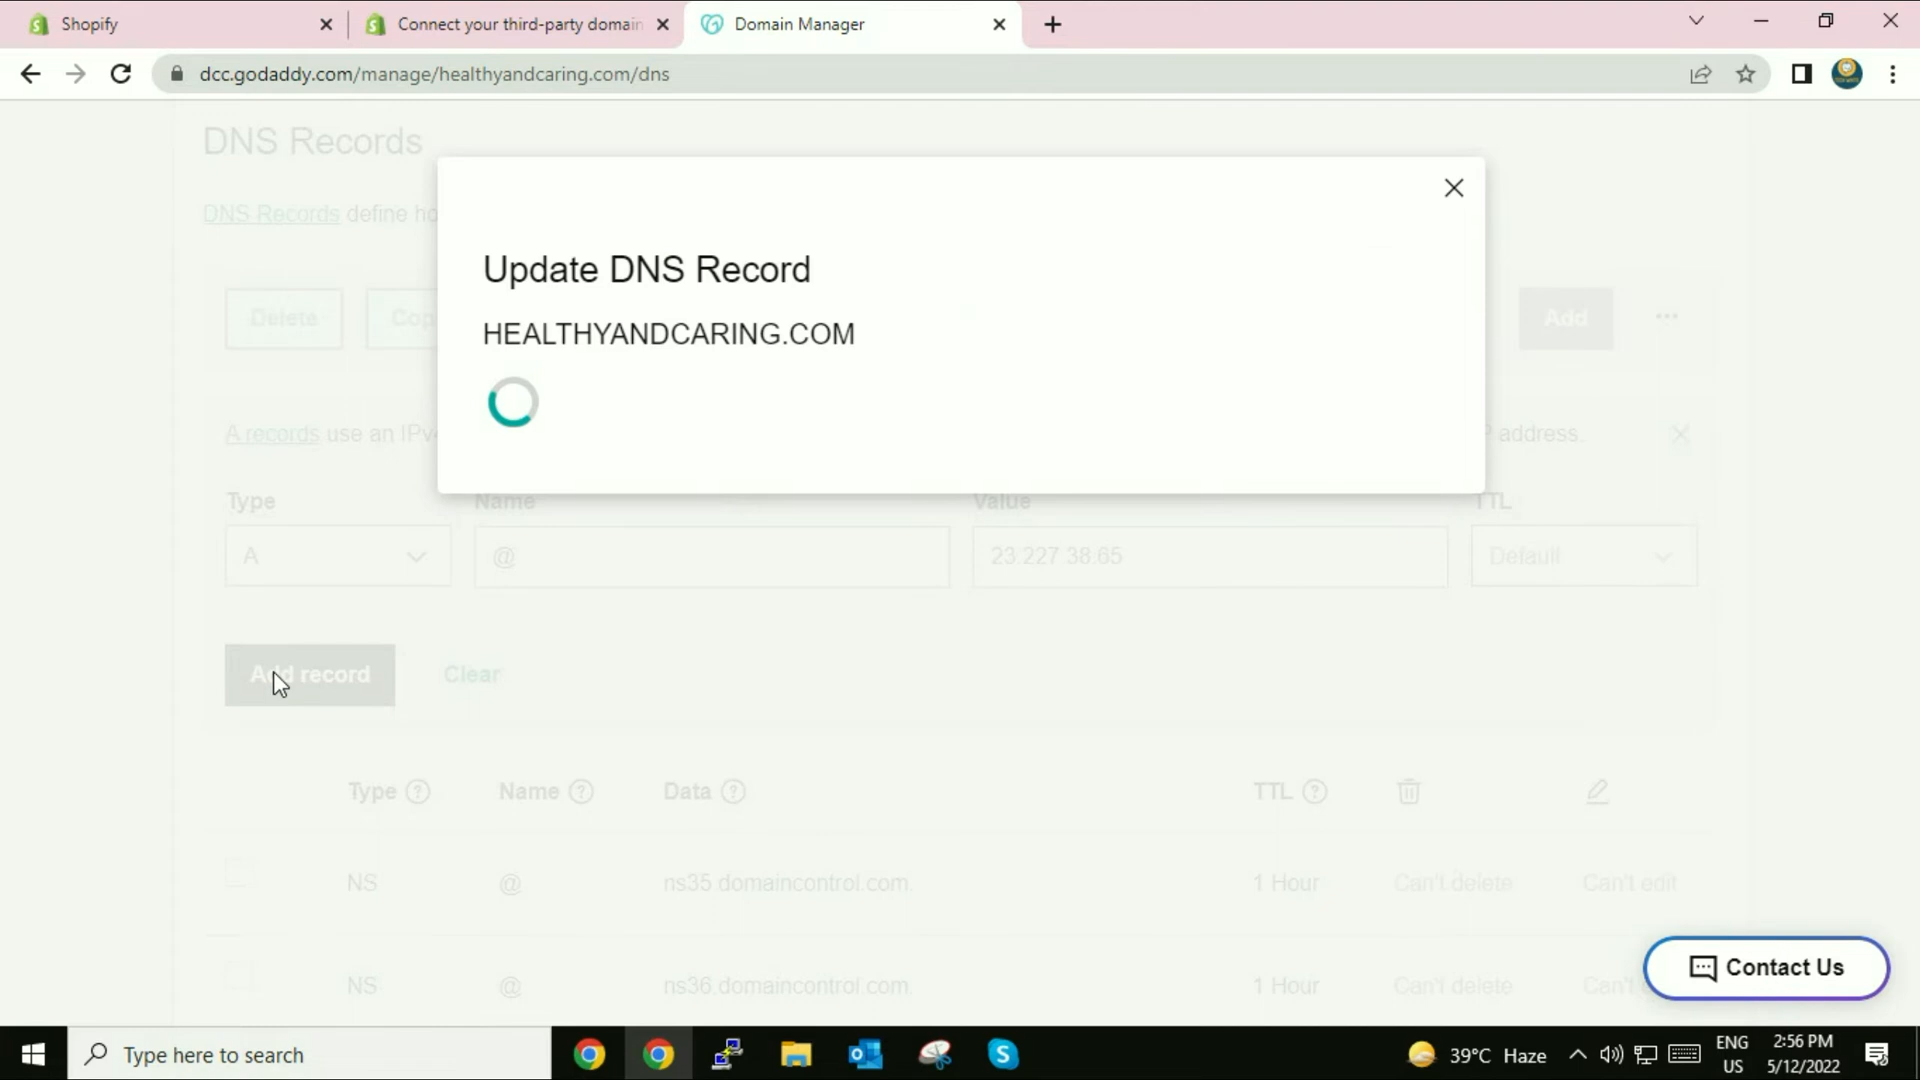 Shopify
Connect your third-party domain
Domain Manager
dcc.godaddy.com/manage/healthyandcaring.com/dns
DNS Records
DNS Records define ho
Update DNS Record
HEALTHYANDCARING.COM
Delete
Cop
Add
A records use an IPv
P address.
Type
Name
Value
TTL
A
@
23.227.38.65
Default
Add record
Clear
Type
Name
Data
TTL
NS
@
ns35.domaincontrol.com
1 Hour
Can't delete
Can't edit
NS
@
ns36.domaincontrol.com
1 Hour
Can't delete
Can't
Contact Us
Type here to search
39°C Haze
ENG
US
2:56 PM
5/12/2022